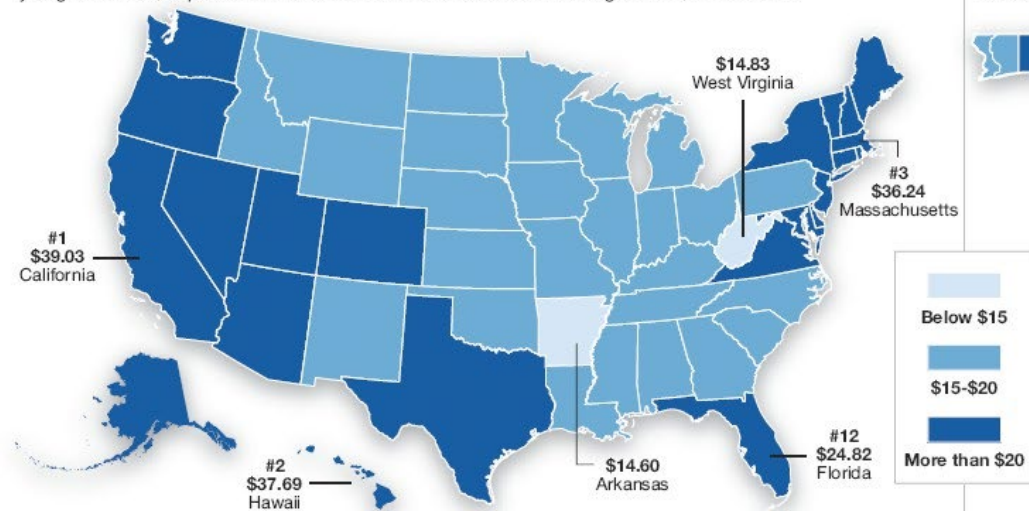 $14.83
West Virginia
#3
$36.24
Massachusetts
#1
$39.03
California
Below $15
$15-$20
More than $20
#12
$24.82
Florida
$14.60
Arkansas
#2
$37.69
Hawaii